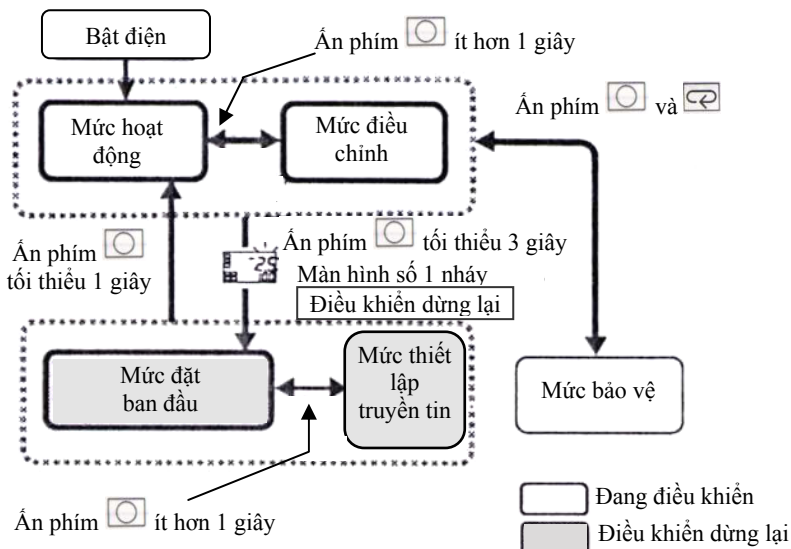 Bật điện
Ấn phím ít hơn 1 giây
Mức hoạt
động
Mức điều
chỉnh
Ấn phím và
Ấn phím
tối thiểu 1 giây
Ấn phím tối thiểu 3 giây
Màn hình số 1 nháy
Điều khiển dừng lại
25
Mức đặt
ban đầu
Mức thiết
lập
truyền tin
Mức bảo vệ
Ấn phím ít hơn 1 giây
Đang điều khiển
Điều khiển dừng lại